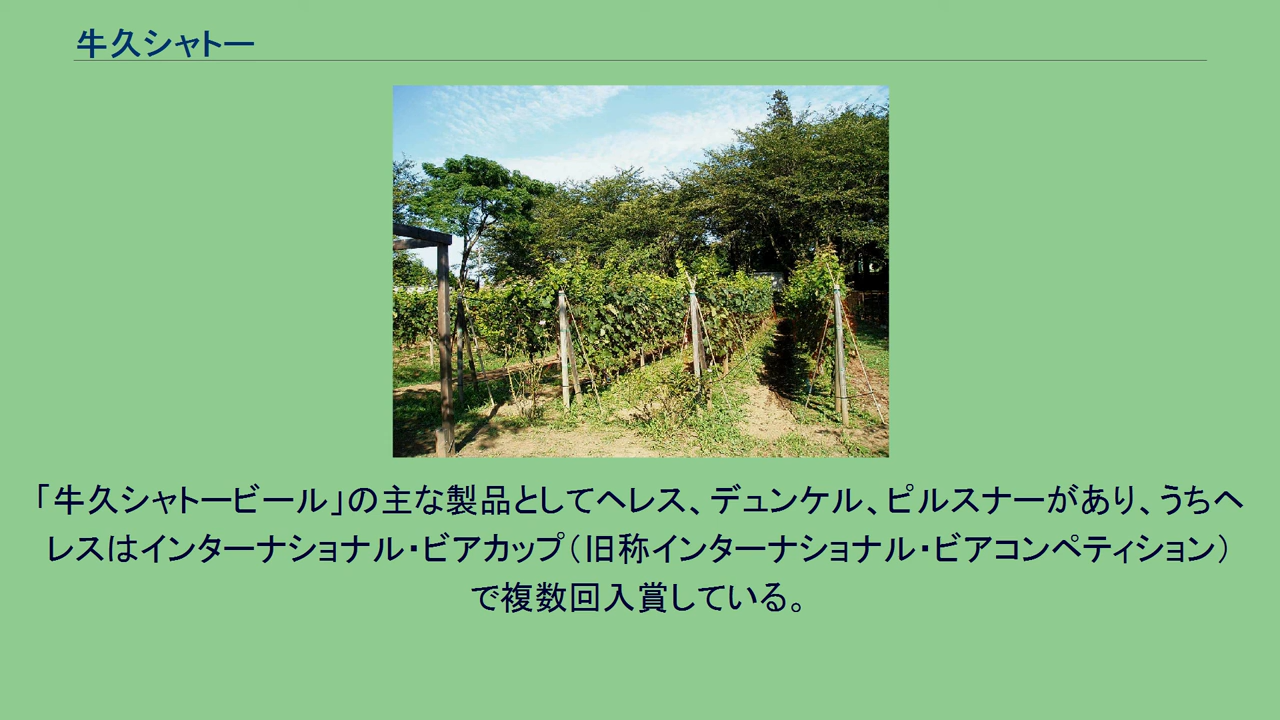 牛久シャトー
「牛久シャトービール」の主な製品としてヘレス、デュンケル、ピルスナーがあり、うちヘ
レスはインターナショナル・ビアカップ（旧称インターナショナル・ビアコンペティション）
で複数回入賞している。